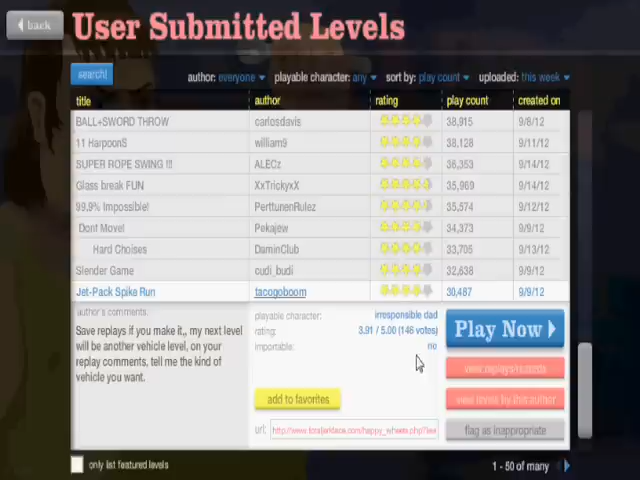 back
User Submitted Levels
search!
author: everyone playable character: any sort by: play count uploaded: this week
title author rating play count created on
BALL+SWORD THROW carlosdavis 38,915 9/8/12
11 HarpoonS william9 38,128 9/11/12
SUPER ROPE SWING !!! ALECz 36,353 9/14/12
Glass break FUN XxTrickyxX 35,969 9/14/12
99,9% Impossible! PerttunenRulez 35,574 9/12/12
Dont Move! Pekajew 34,373 9/9/12
Hard Choises DaminClub 33,705 9/13/12
Slender Game cudi_budi 32,638 9/9/12
Jet-Pack Spike Run tacogoboom 30,487 9/9/12
author's comments:
Save replays if you make it,, my next level
will be another vehicle level, on your
replay comments, tell me the kind of
vehicle you want.
playable character: irresponsible dad
rating: 3.91 / 5.00 (146 votes)
importable: no
add to favorites
url:
Play Now
view levels by this author
flag as inappropriate
only list featured levels
1 - 50 of many